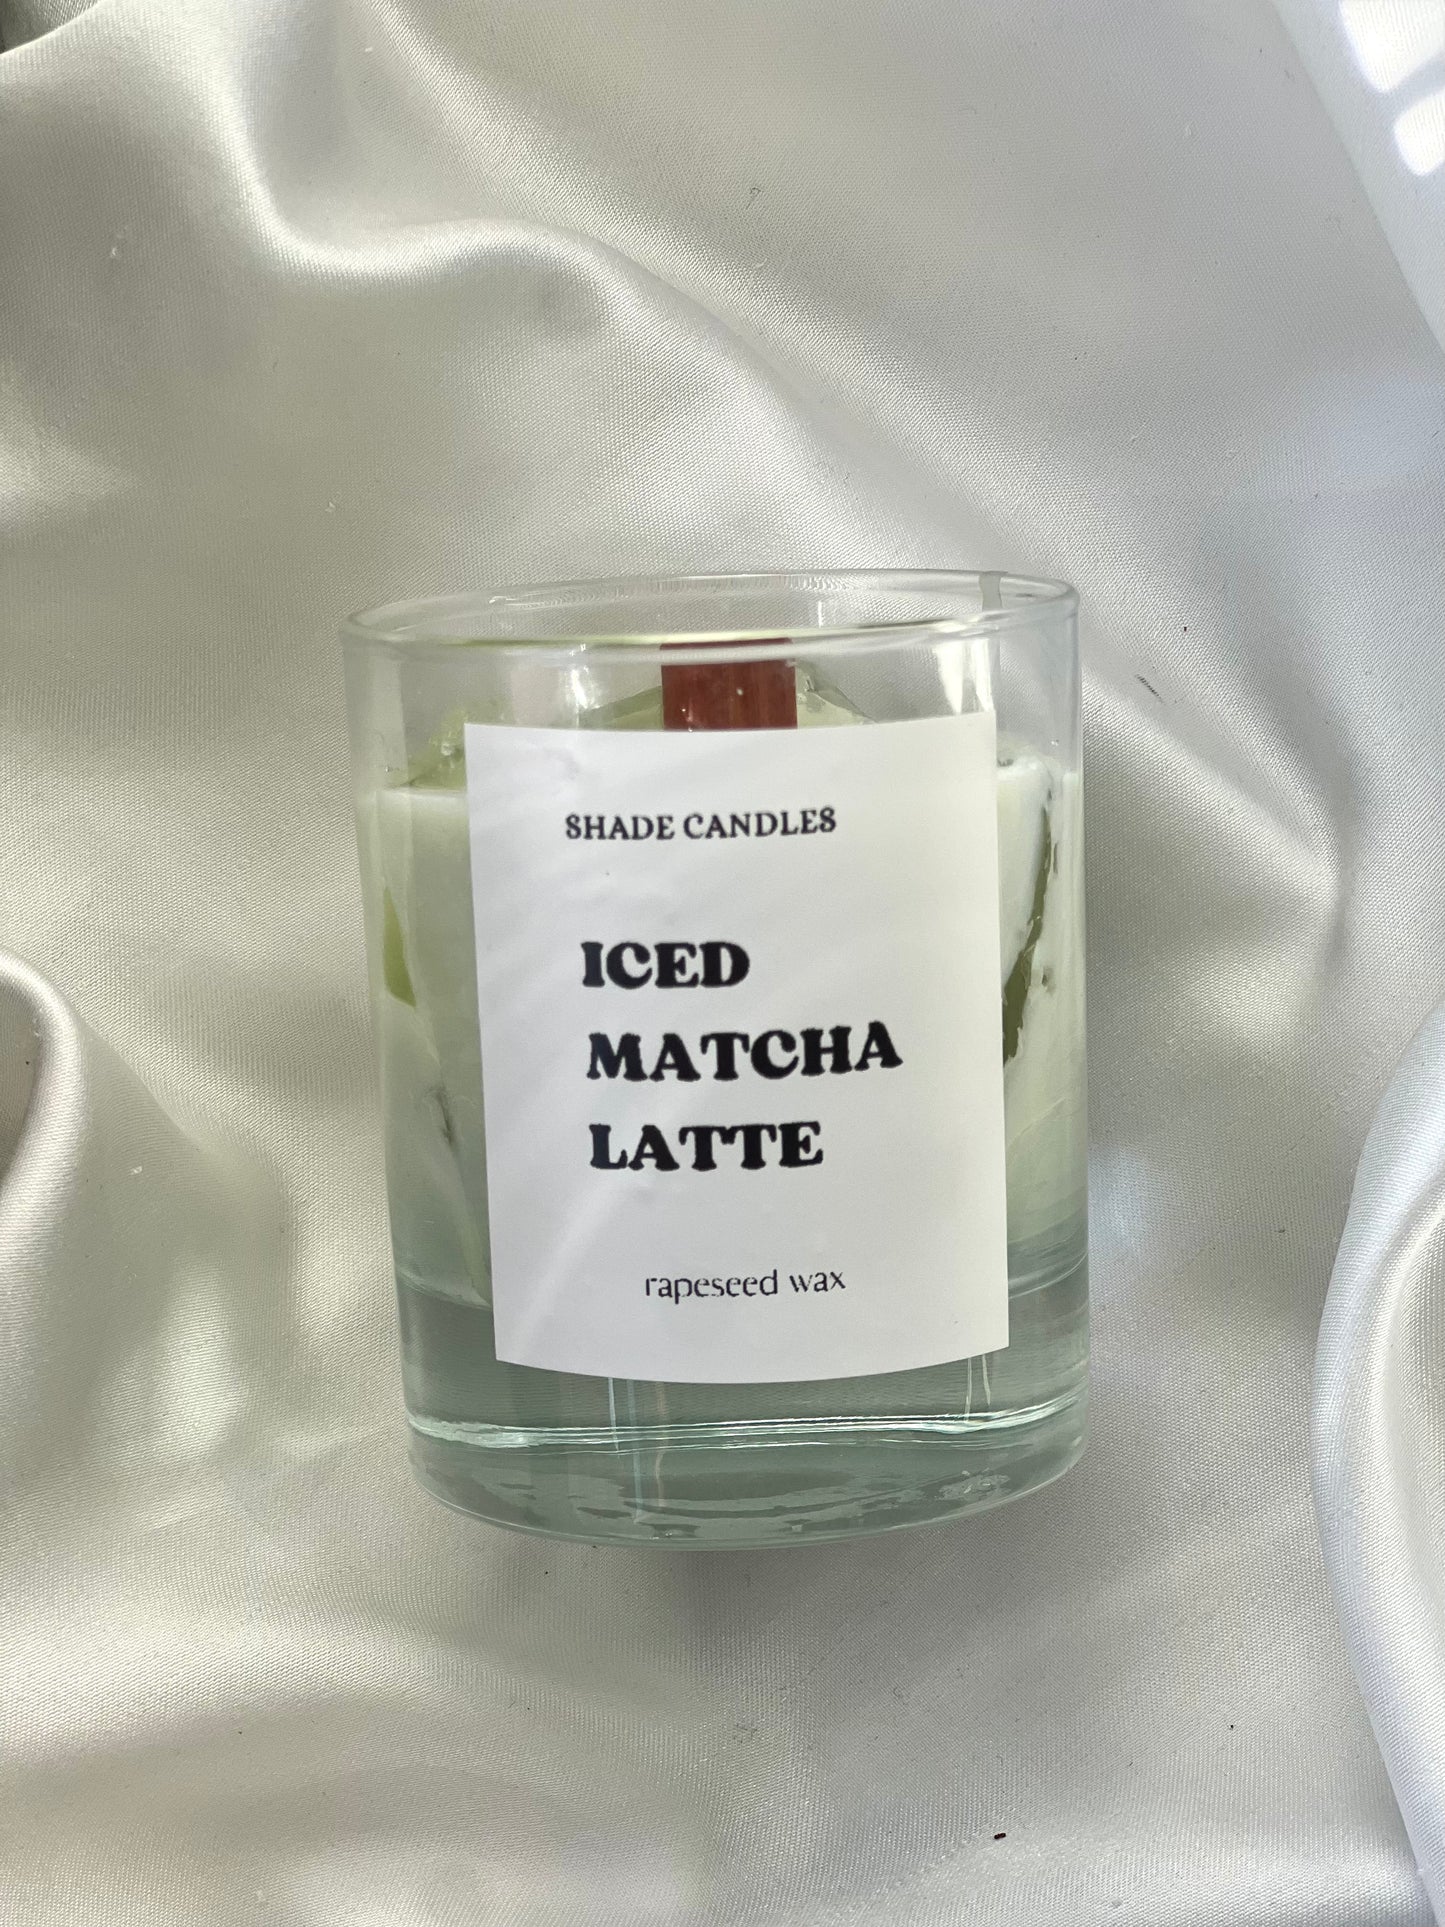 SHADE CANDLES
ICED
MATCHA
LATTE
rapeseed wax